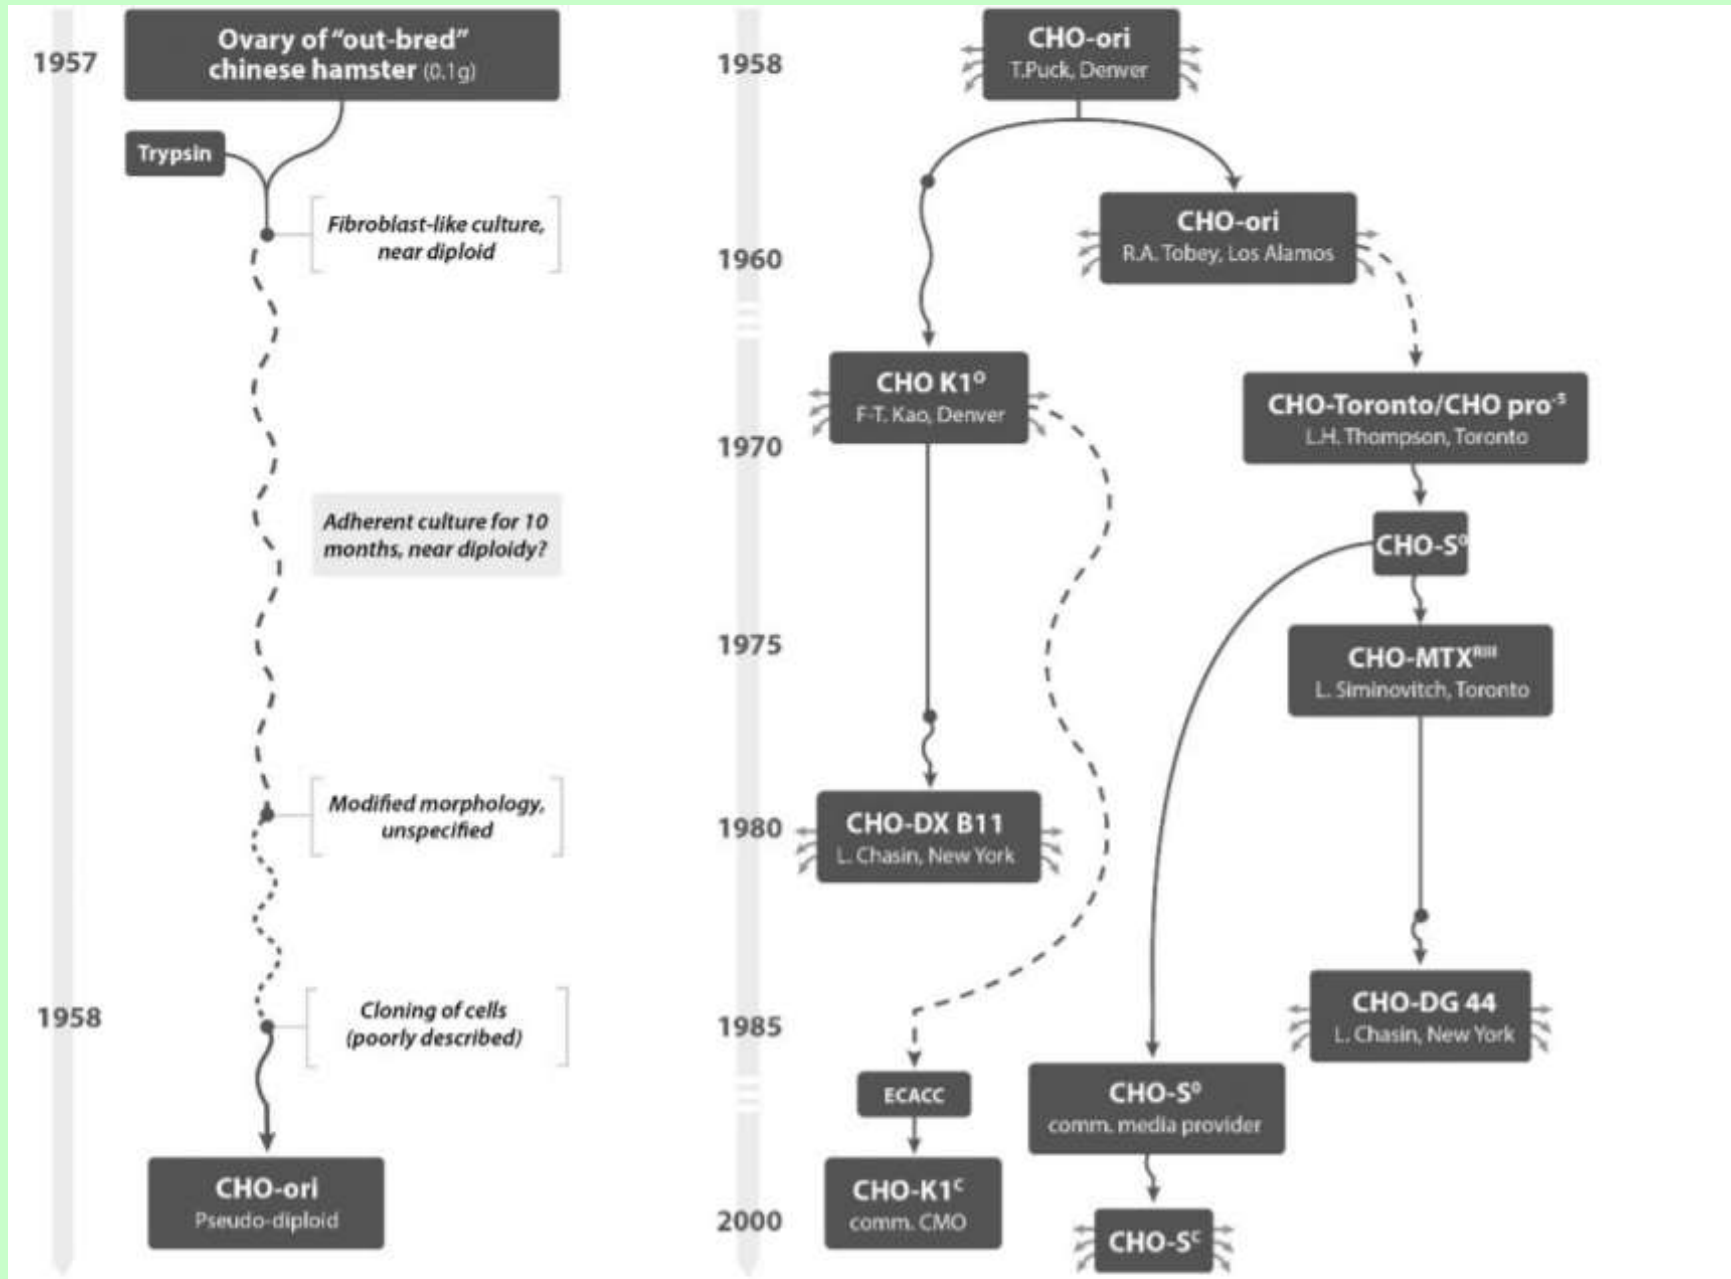 1957
Ovary of “out-bred”
chinese hamster (0.1g)
Trypsin
Fibroblast-like culture,
near diploid
Adherent culture for 10
months, near diploidy?
Modified morphology,
unspecified
1958
Cloning of cells
(poorly described)
CHO-ori
Pseudo-diploid
1958
CHO-ori
T.Puck, Denver
CHO-ori
R.A. Tobey, Los Alamos
1960
CHO K1⁰
F-T. Kao, Denver
CHO-Toronto/CHO pro⁻⁵
L.H. Thompson, Toronto
1970
CHO-S⁰
1975
CHO-MTXᴿᴵᴵᴵ
L. Siminovitch, Toronto
1980
CHO-DX B11
L. Chasin, New York
CHO-DG 44
L. Chasin, New York
1985
ECACC
CHO-S⁰
comm. media provider
CHO-K1ᶜ
comm. CMO
2000
CHO-Sᶜ